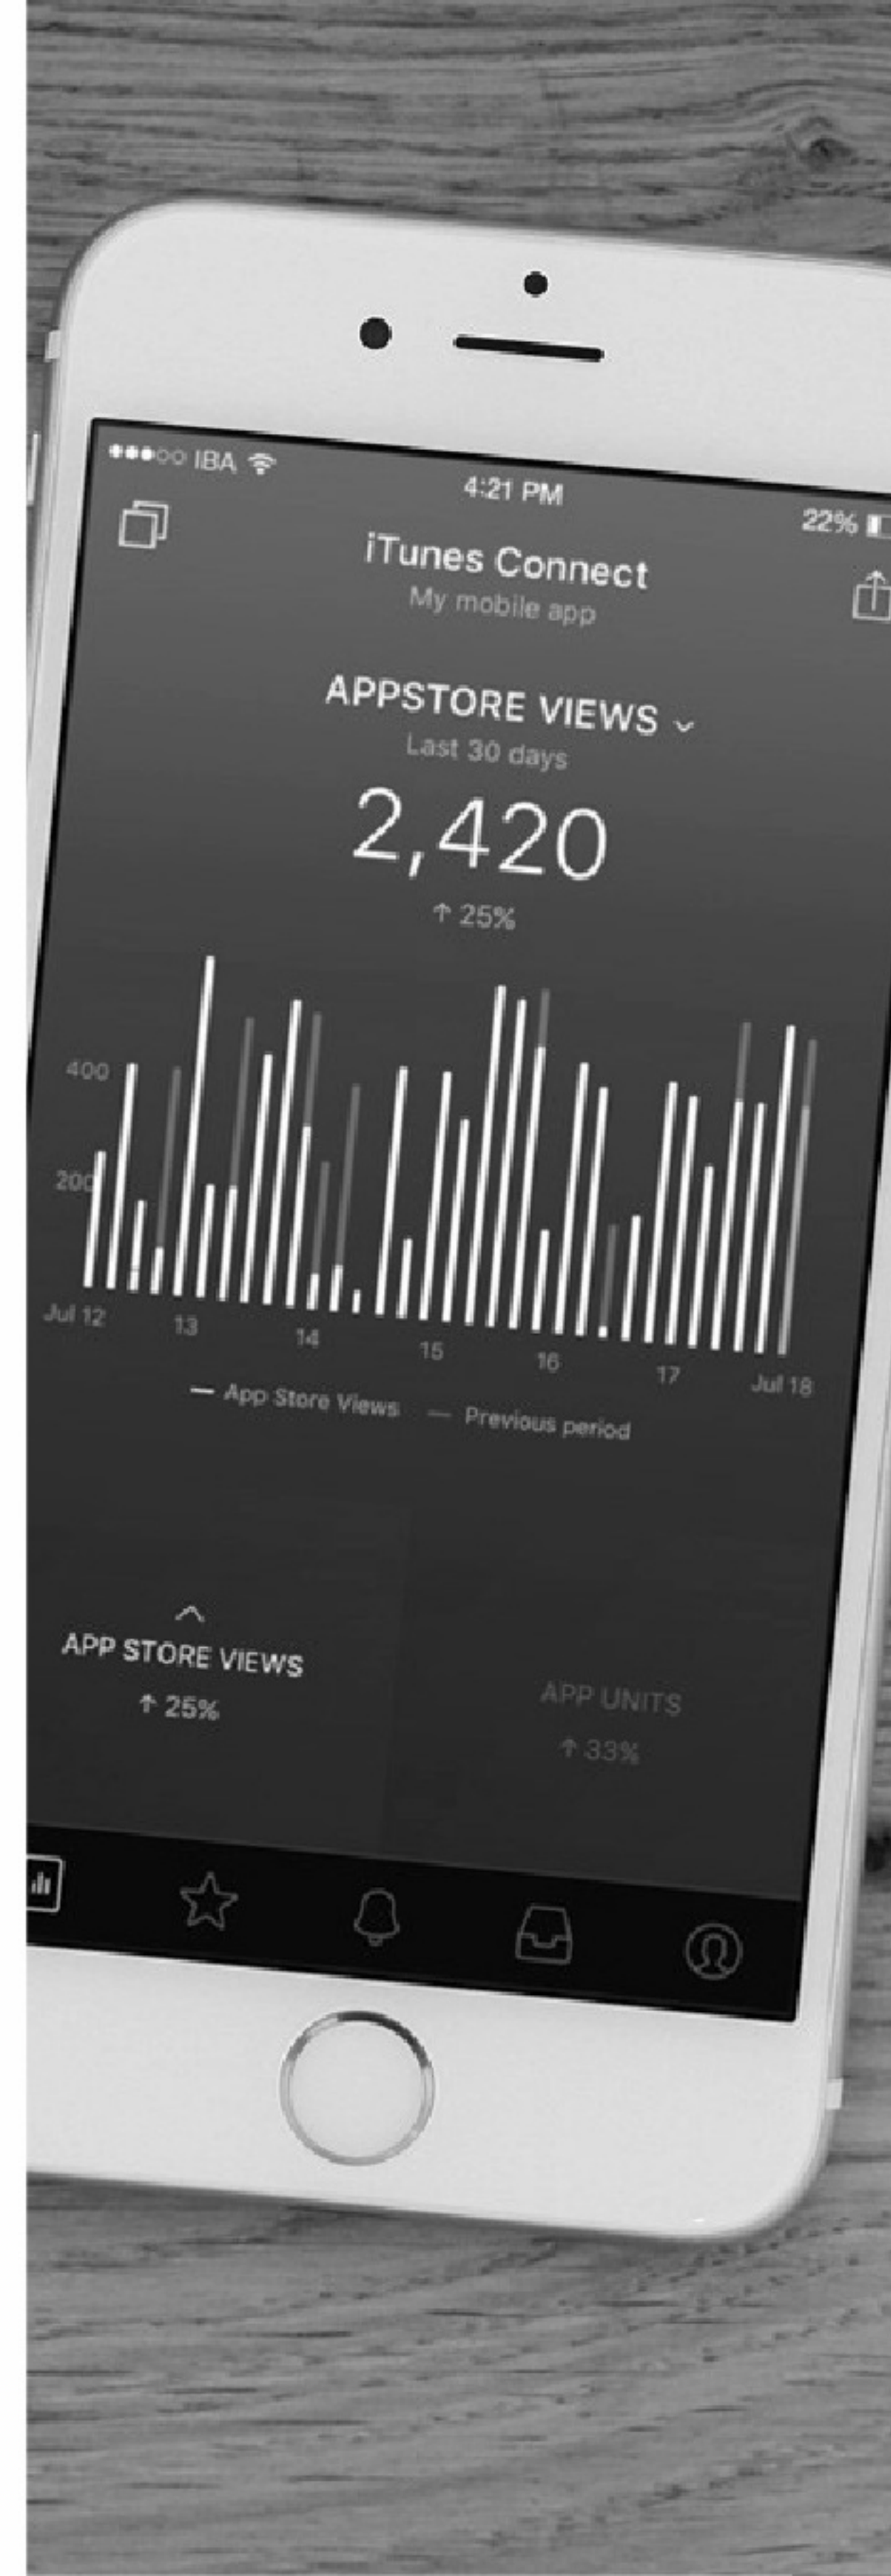 IBA
4:21 PM
22%
iTunes Connect
My mobile app
APPSTORE VIEWS
Last 30 days
2,420
↑ 25%
400
200
Jul 12
13
14
15
16
17
Jul 18
App Store Views
Previous period
APP STORE VIEWS
↑ 25%
APP UNITS
↑ 33%